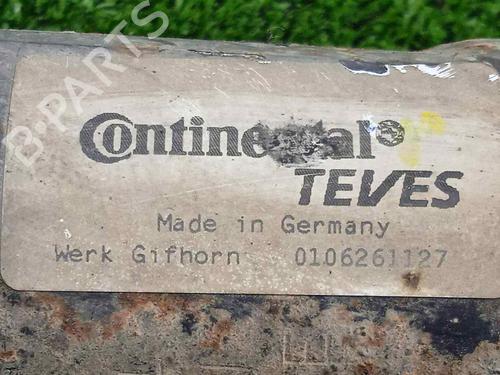 B-PARTS
Continental®
TEVES
Made in Germany
Werk Gifhorn 0106261127